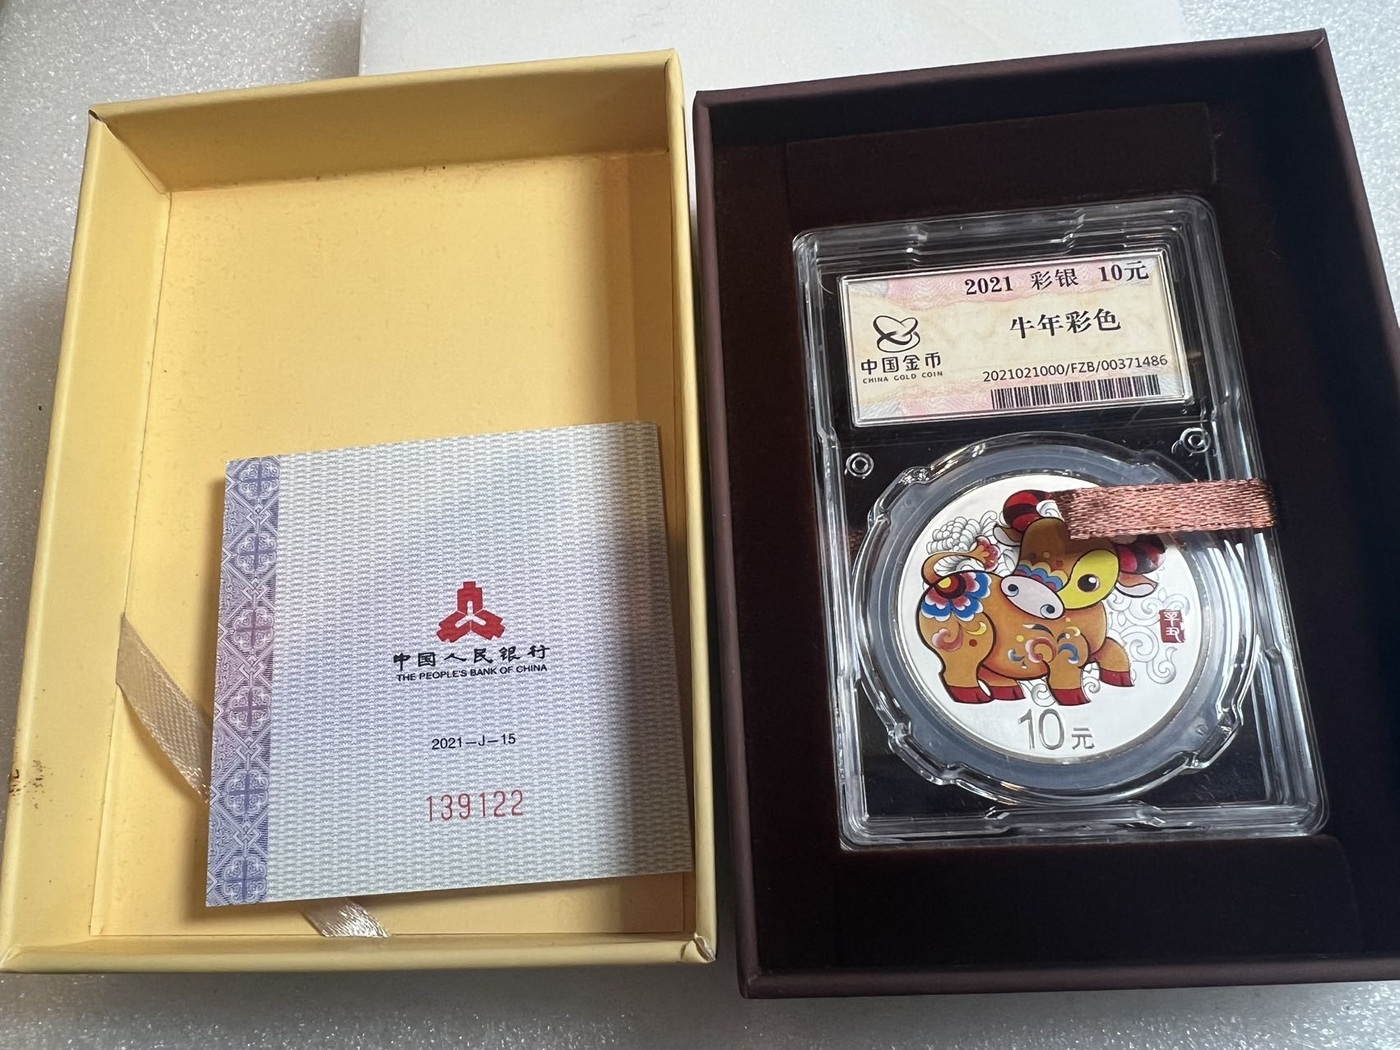 中国人民银行
THE PEOPLE'S BANK OF CHINA
2021—J—15
139122
2021 彩银 10元
牛年彩色
中国金币
CHINA GOLD COIN
2021021000/FZB/00371486
辛丑
10元